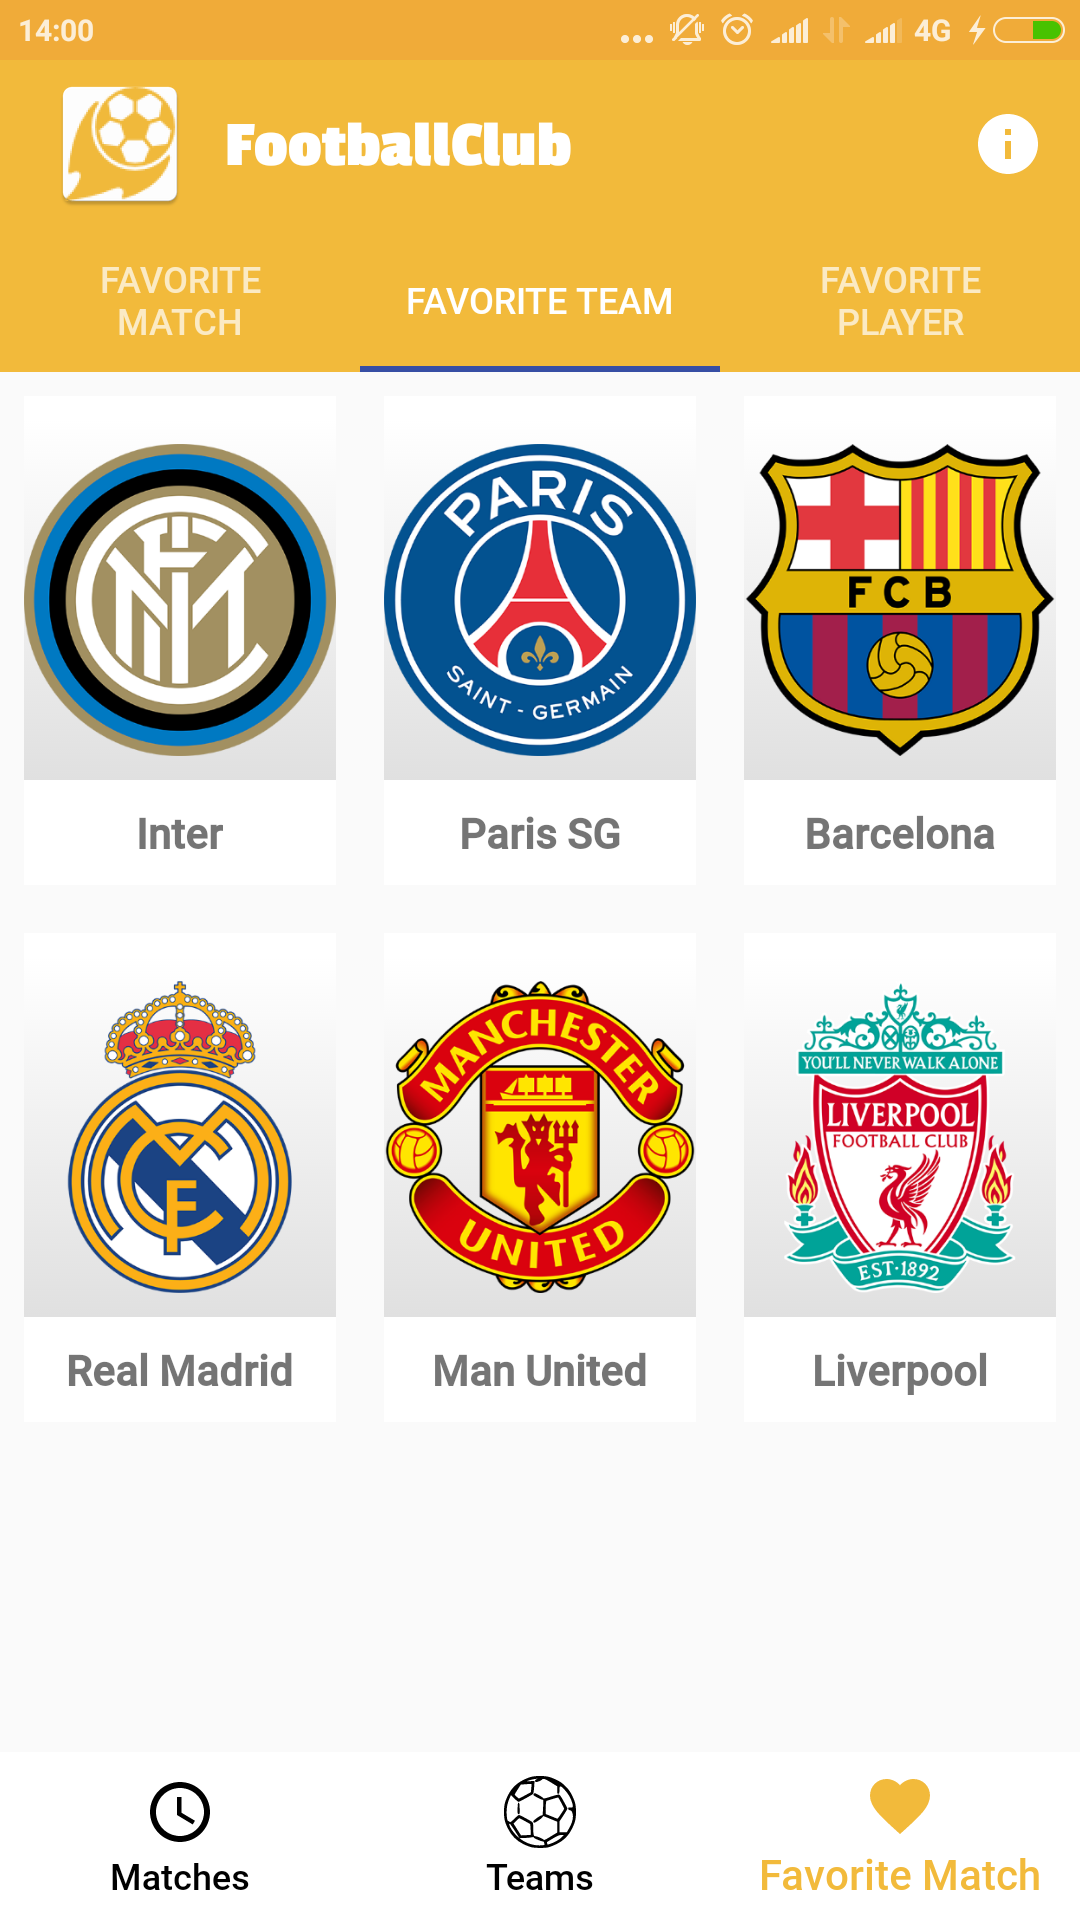 14:00
4G
FootballClub
FAVORITE
MATCH
FAVORITE TEAM
FAVORITE
PLAYER
PARIS
SAINT - GERMAIN
FCB
Inter
Paris SG
Barcelona
MANCHESTER
UNITED
YOU'LL NEVER WALK ALONE
LIVERPOOL
FOOTBALL CLUB
EST·1892
Real Madrid
Man United
Liverpool
Matches
Teams
Favorite Match